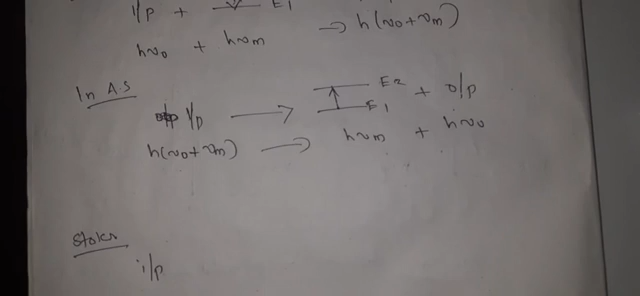 i/p + E1
hν0 + hνm → h(ν0+νm)
In A.S
E2
i/p → E1 + o/p
h(ν0+νm) → hνm + hν0
Stokes
i/p